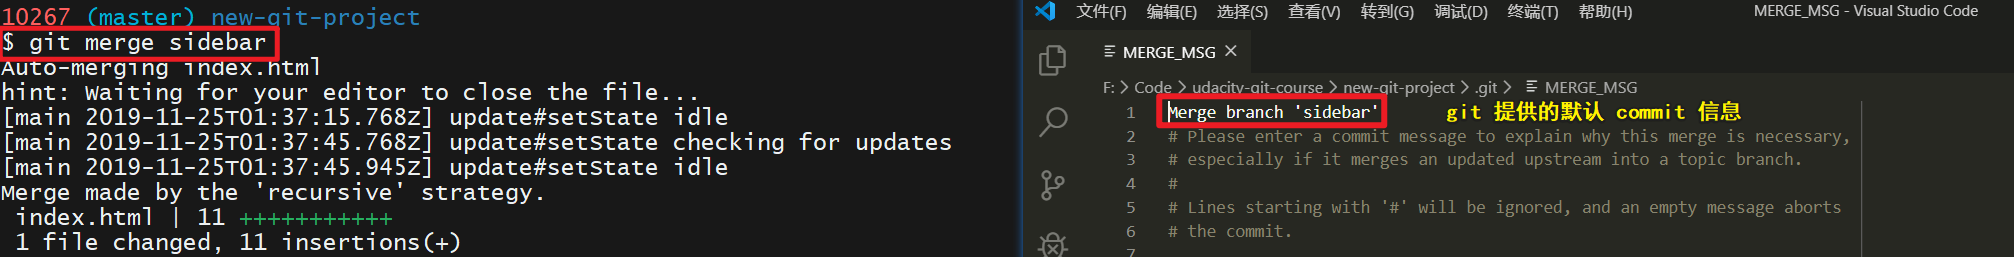 10267 (master) new-git-project
$ git merge sidebar
Auto-merging index.html
hint: Waiting for your editor to close the file...
[main 2019-11-25T01:37:15.768Z] update#setState idle
[main 2019-11-25T01:37:45.768Z] update#setState checking for updates
[main 2019-11-25T01:37:45.945Z] update#setState idle
Merge made by the 'recursive' strategy.
index.html | 11 +++++++++++
1 file changed, 11 insertions(+)
文件(F) 编辑(E) 选择(S) 查看(V) 转到(G) 调试(D) 终端(T) 帮助(H) MERGE_MSG - Visual Studio Code
MERGE_MSG
F: > Code > udacity-git-course > new-git-project > .git > MERGE_MSG
1 Merge branch 'sidebar' git 提供的默认 commit 信息
2 # Please enter a commit message to explain why this merge is necessary,
3 # especially if it merges an updated upstream into a topic branch.
4 #
5 # Lines starting with '#' will be ignored, and an empty message aborts
6 # the commit.
7